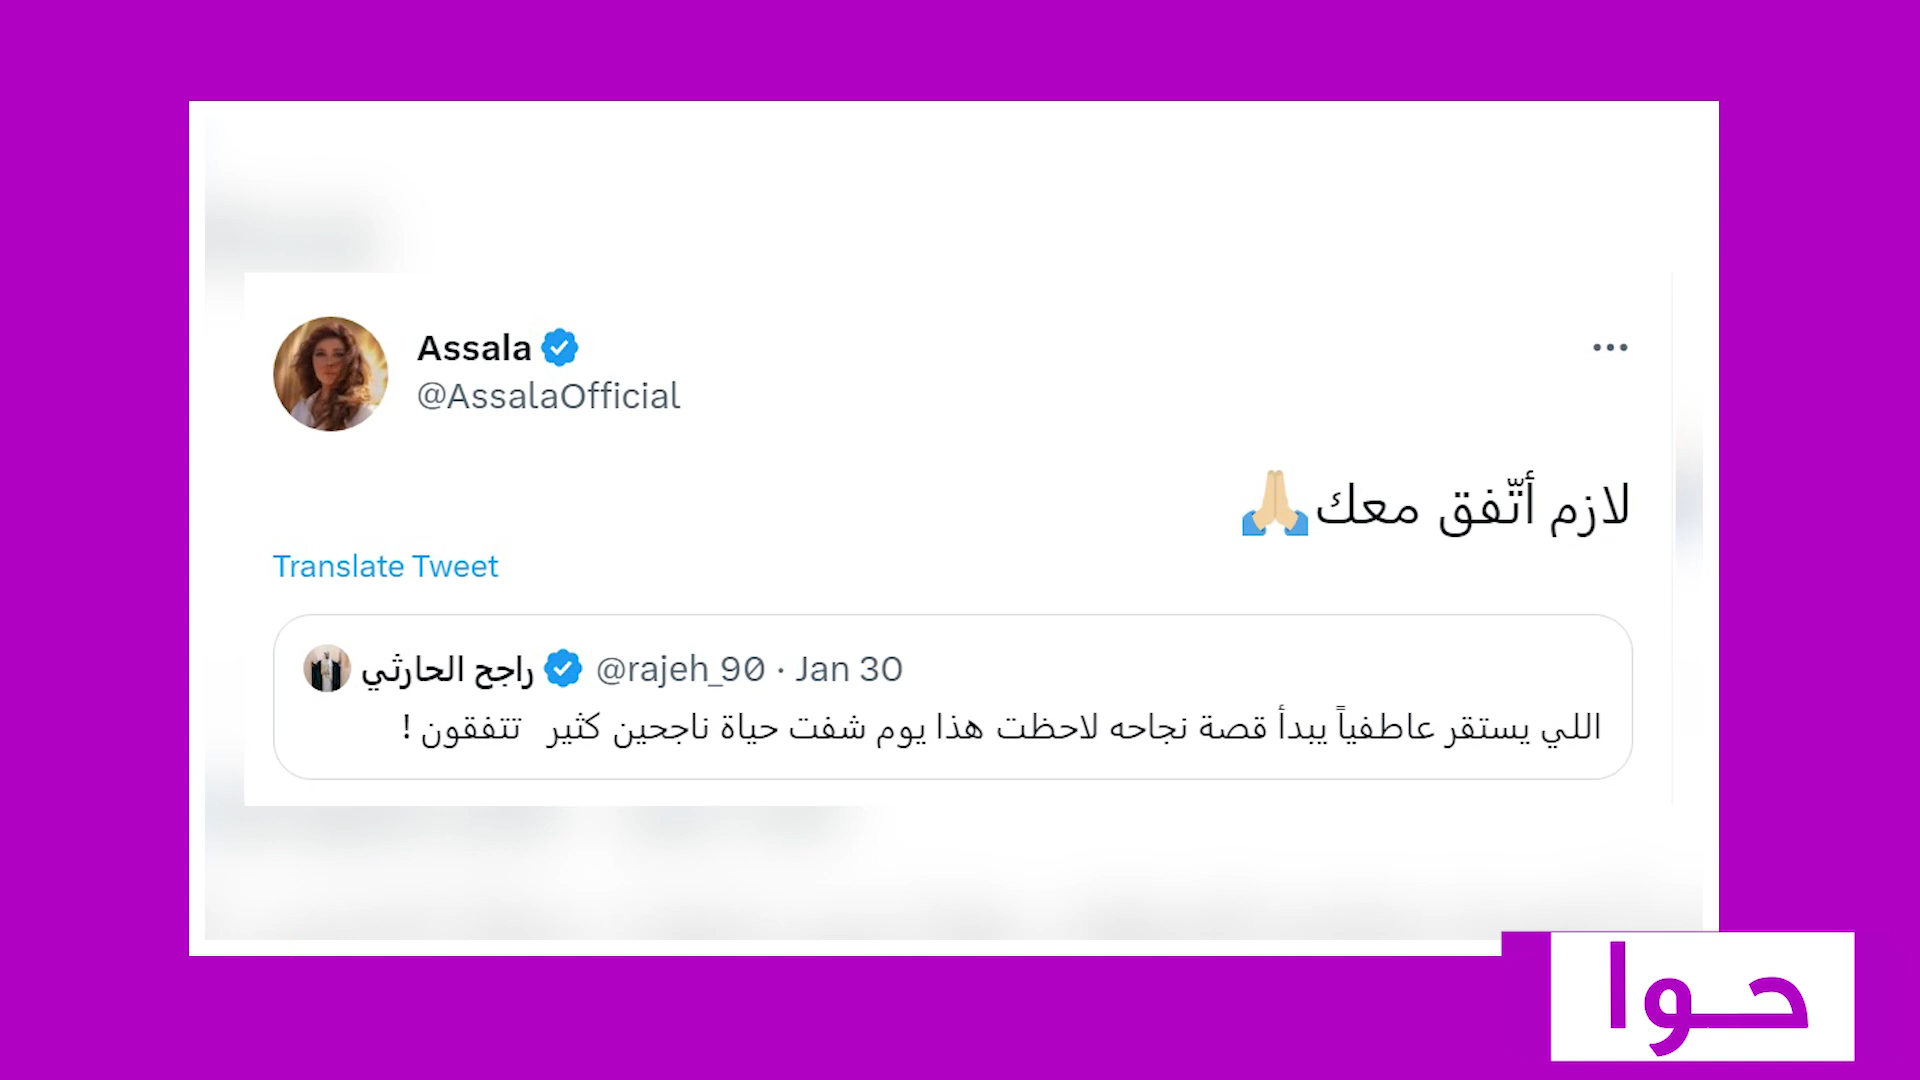 Assala
@AssalaOfficial
لازم أتّفق معك🙏🏼
Translate Tweet
راجح الحارثي @rajeh_90 · Jan 30
اللي يستقر عاطفياً يبدأ قصة نجاحه لاحظت هذا يوم شفت حياة ناجحين كثير تتفقون !
حوا